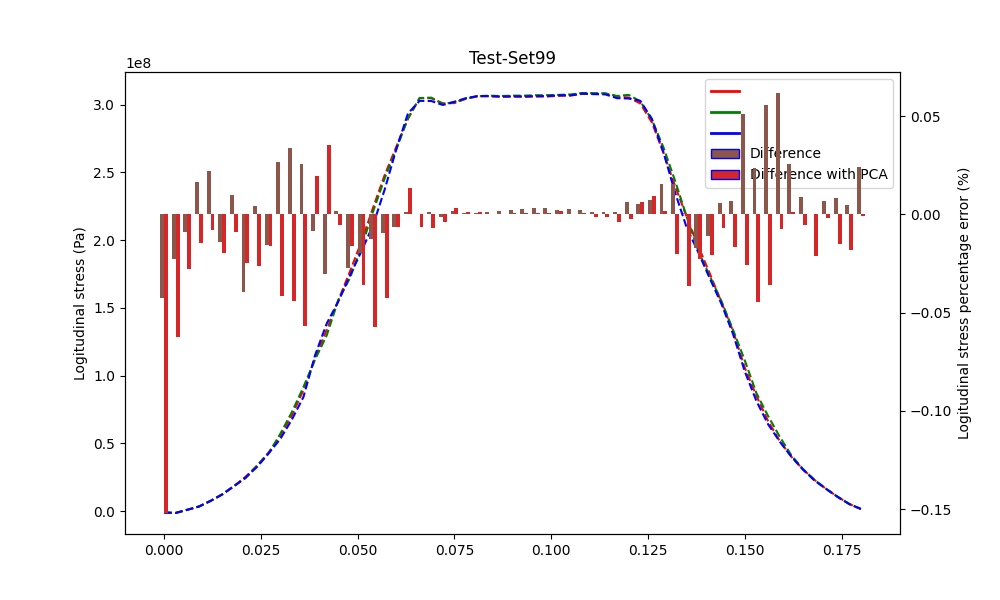 Test-Set99
1e8
3.0
2.5
2.0
1.5
1.0
0.5
0.0
Logitudinal stress (Pa)
Difference
Difference with PCA
0.05
0.00
−0.05
−0.10
−0.15
Logitudinal stress percentage error (%)
0.000 0.025 0.050 0.075 0.100 0.125 0.150 0.175